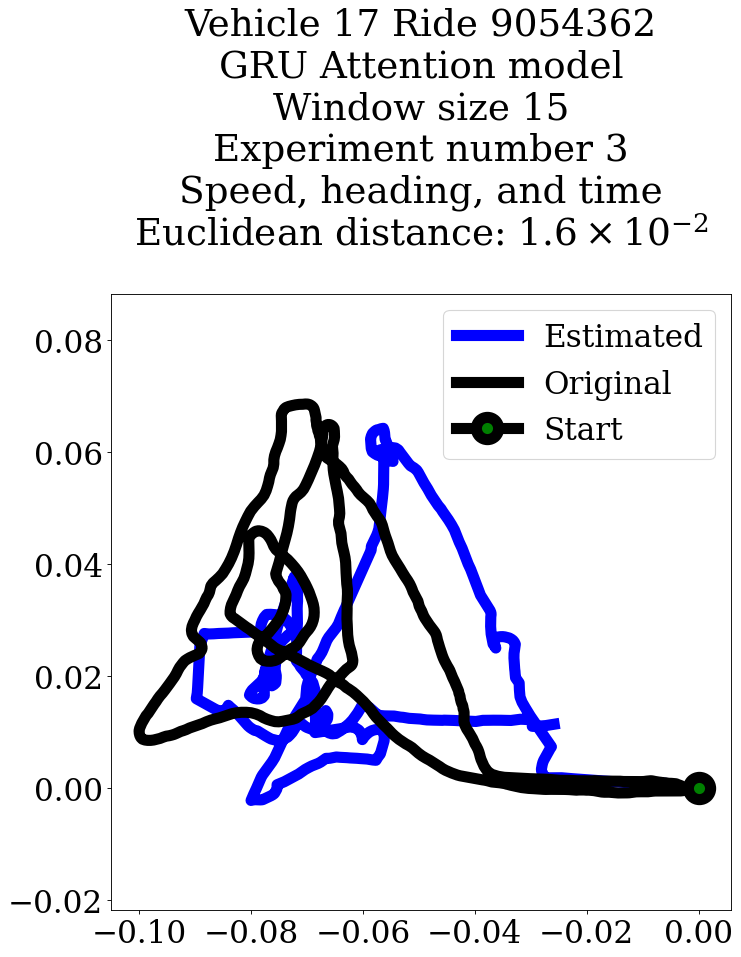 Vehicle 17 Ride 9054362
GRU Attention model
Window size 15
Experiment number 3
Speed, heading, and time
Euclidean distance: 1.6 × 10⁻²
Estimated
Original
Start
0.08
0.06
0.04
0.02
0.00
−0.02
−0.10 −0.08 −0.06 −0.04 −0.02 0.00